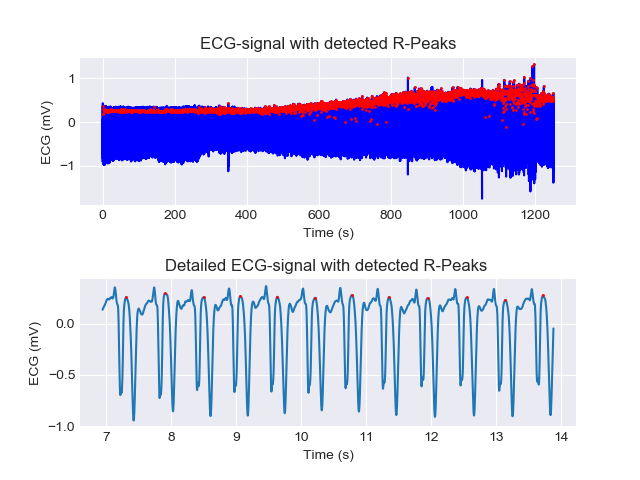 ECG-signal with detected R-Peaks
1
0
−1
ECG (mV)
0 200 400 600 800 1000 1200
Time (s)
Detailed ECG-signal with detected R-Peaks
0.0
−0.5
−1.0
ECG (mV)
7 8 9 10 11 12 13 14
Time (s)